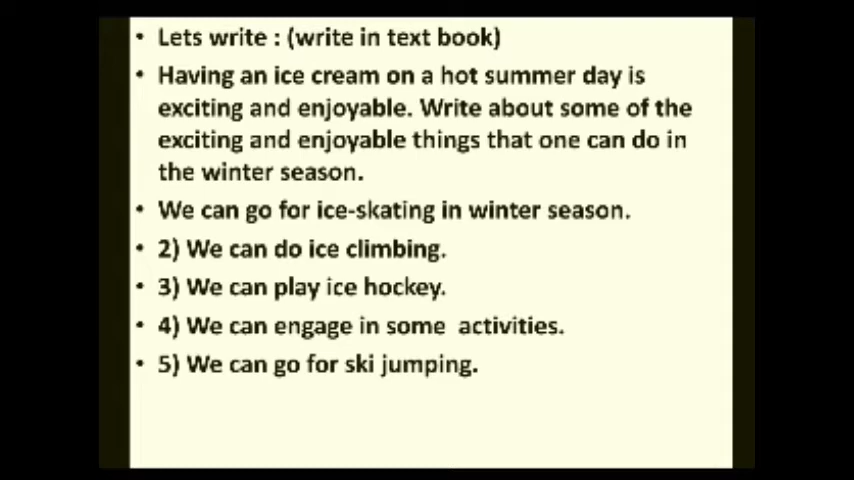 • Lets write : (write in text book)
• Having an ice cream on a hot summer day is
exciting and enjoyable. Write about some of the
exciting and enjoyable things that one can do in
the winter season.
• We can go for ice-skating in winter season.
• 2) We can do ice climbing.
• 3) We can play ice hockey.
• 4) We can engage in some activities.
• 5) We can go for ski jumping.